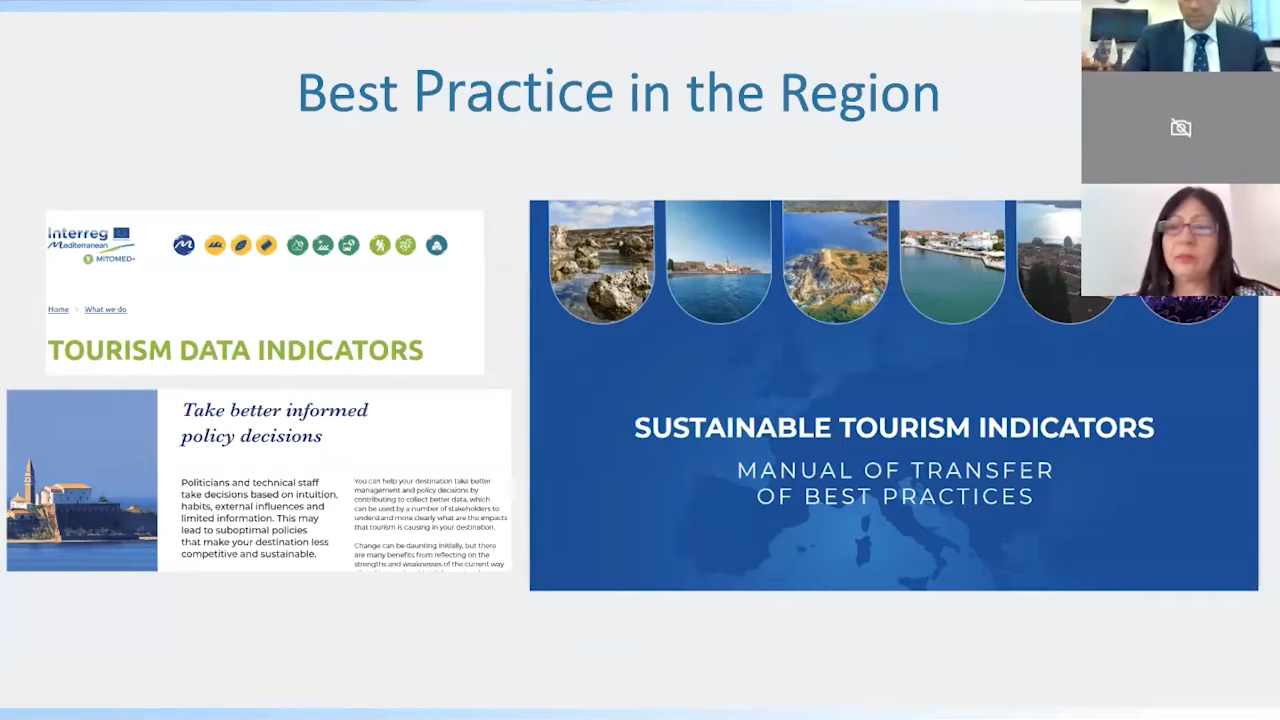 Best Practice in the Region
Interreg
Mediterranean
MITOMED+
Home > What we do
TOURISM DATA INDICATORS
Take better informed
policy decisions
Politicians and technical staff
take decisions based on intuition,
habits, external influences and
limited information. This may
lead to suboptimal policies
that make your destination less
competitive and sustainable.
You can help your destination take better
management and policy decisions by
contributing to collect better data, which
can be used by a number of stakeholders to
understand more clearly what are the impacts
that tourism is causing in your destination.
Change can be daunting initially, but there
are many benefits from reflecting on the
strengths and weaknesses of the current way
SUSTAINABLE TOURISM INDICATORS
MANUAL OF TRANSFER
OF BEST PRACTICES